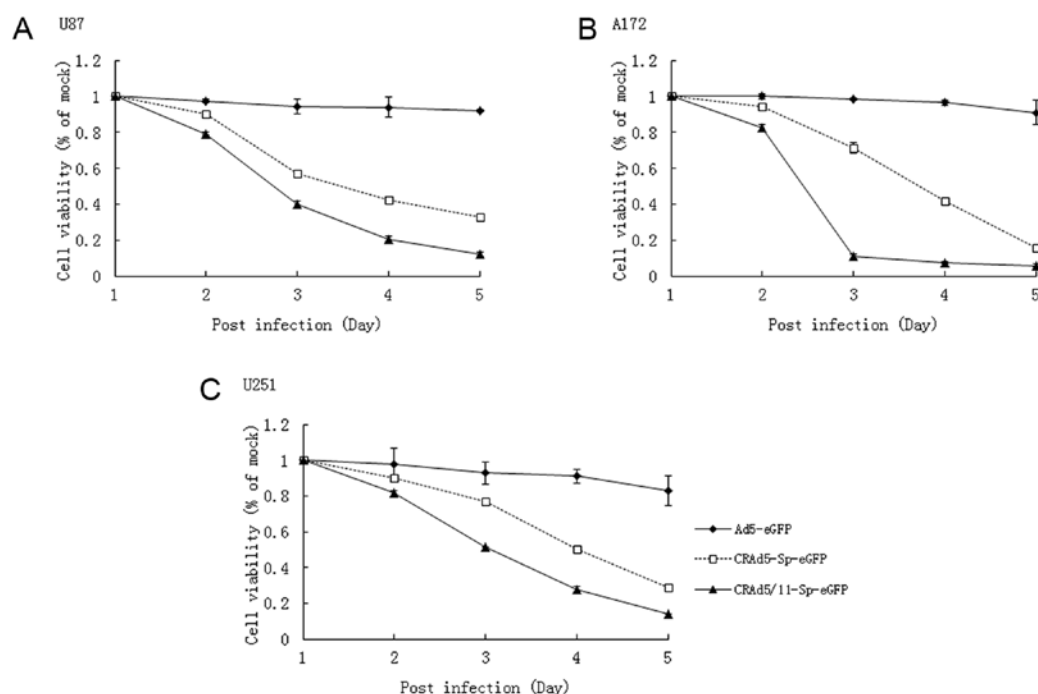 A U87
1.2
1
0.8
0.6
0.4
0.2
0
Cell viability (% of mock)
1 2 3 4 5
Post infection (Day)
B A172
1.2
1
0.8
0.6
0.4
0.2
0
Cell viability (% of mock)
1 2 3 4 5
Post infection (Day)
C U251
1.2
1
0.8
0.6
0.4
0.2
0
Cell viability (% of mock)
1 2 3 4 5
Post infection (Day)
Ad5-eGFP
CRAd5-Sp-eGFP
CRAd5/11-Sp-eGFP